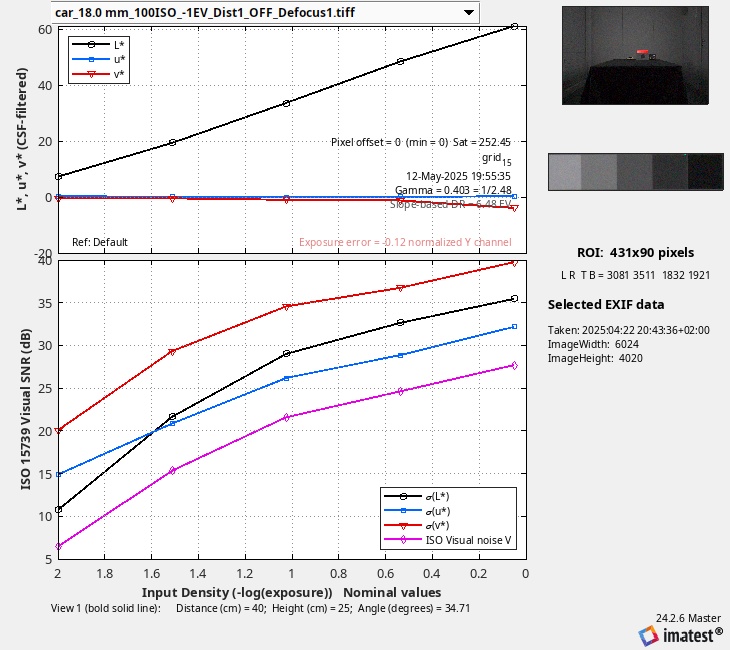 car_18.0 mm_100ISO_-1EV_Dist1_OFF_Defocus1.tiff
L*, u*, v* (CSF-filtered)
60
40
20
0
-20
L*
u*
v*
Pixel offset = 0 (min = 0) Sat = 252.45
grid15
12-May-2025 19:55:35
Gamma = 0.403 = 1/2.48
Slope-based DR = 6.48 EV
Ref: Default
Exposure error = -0.12 normalized Y channel
ISO 15739 Visual SNR (dB)
40
35
30
25
20
15
10
5
σ(L*)
σ(u*)
σ(v*)
ISO Visual noise V
2 1.8 1.6 1.4 1.2 1 0.8 0.6 0.4 0.2 0
Input Density (-log(exposure)) Nominal values
View 1 (bold solid line): Distance (cm) = 40; Height (cm) = 25; Angle (degrees) = 34.71
ROI: 431x90 pixels
L R T B = 3081 3511 1832 1921
Selected EXIF data
Taken: 2025:04:22 20:43:36+02:00
ImageWidth: 6024
ImageHeight: 4020
24.2.6 Master
imatest®